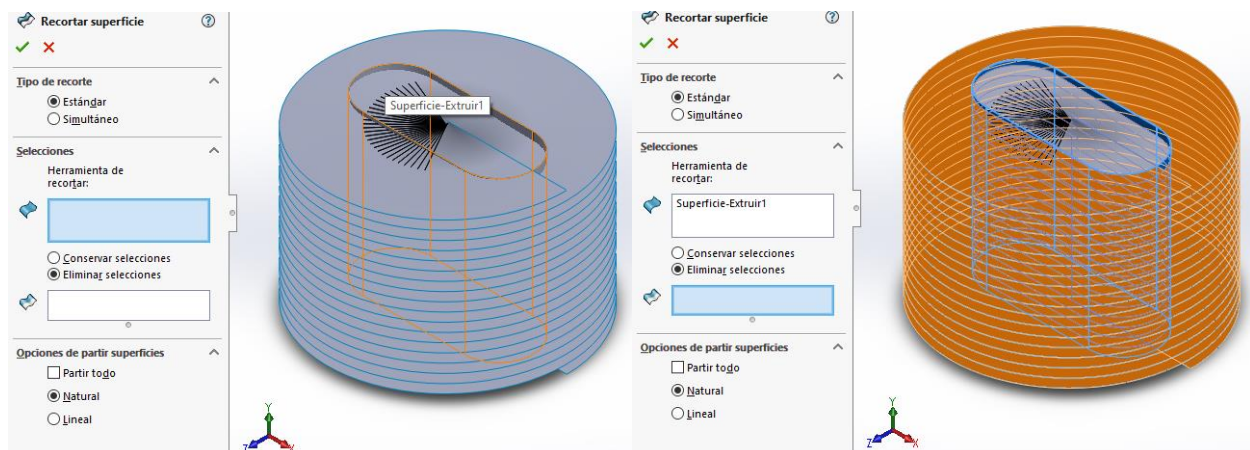 Recortar superficie
Tipo de recorte
Estándar
Simultáneo
Selecciones
Herramienta de
recortar:
Conservar selecciones
Eliminar selecciones
Opciones de partir superficies
Partir todo
Natural
Lineal
Superficie-Extruir1
Y
Z
X
Recortar superficie
Tipo de recorte
Estándar
Simultáneo
Selecciones
Herramienta de
recortar:
Superficie-Extruir1
Conservar selecciones
Eliminar selecciones
Opciones de partir superficies
Partir todo
Natural
Lineal
Y
Z
X